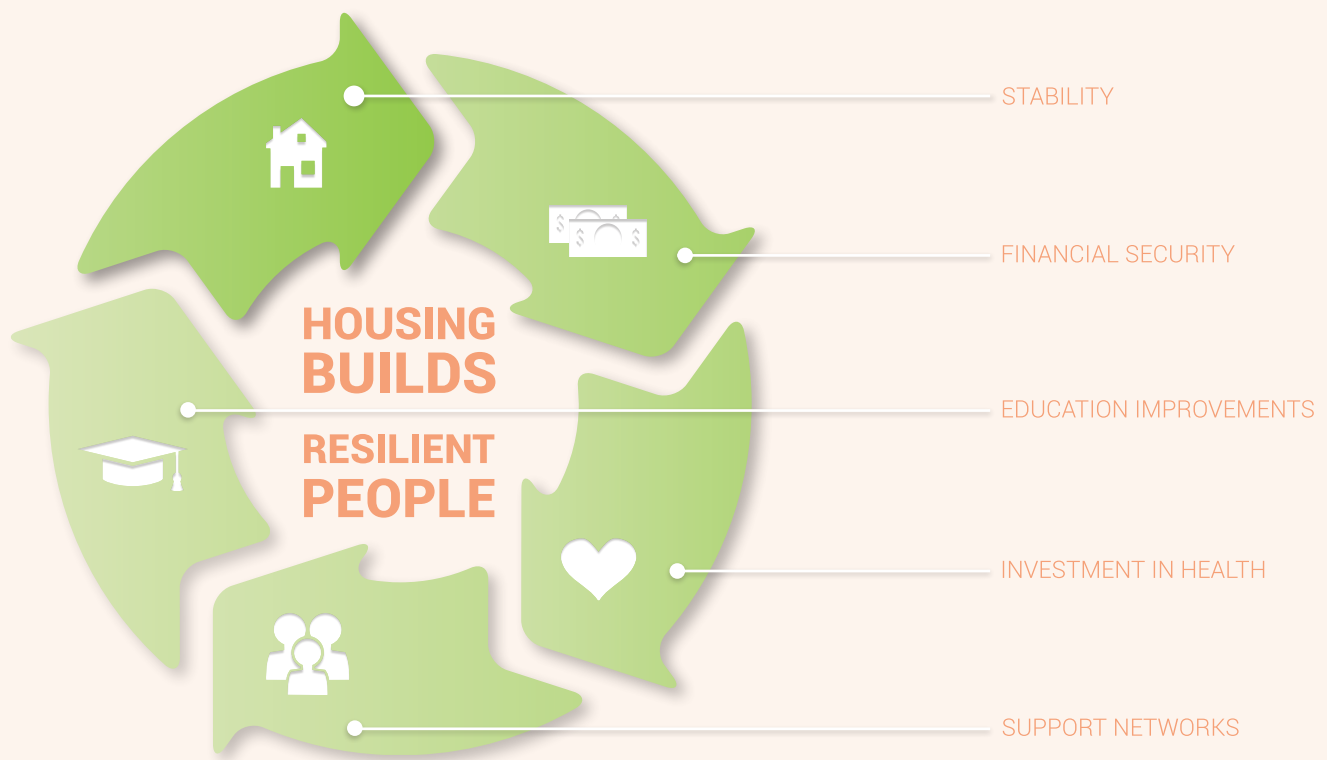 STABILITY
FINANCIAL SECURITY
HOUSING
BUILDS
RESILIENT
PEOPLE
EDUCATION IMPROVEMENTS
INVESTMENT IN HEALTH
SUPPORT NETWORKS
$ $
$ $